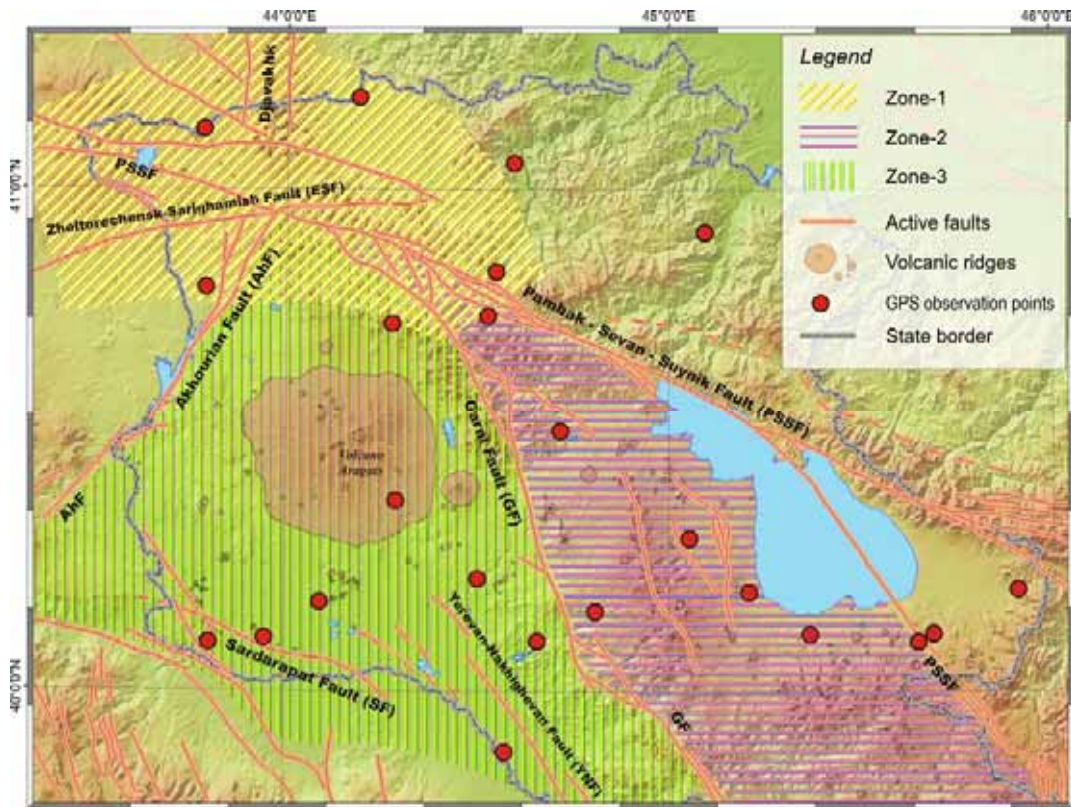 44°0'0"E
45°0'0"E
46°0'0"E
Legend
Zone-1
Zone-2
Zone-3
Active faults
Volcanic ridges
GPS observation points
State border
Djavakhk
PSSF
41°0'0"N
Zheltorechensk-Sarighamish Fault (ESF)
Akhourian Fault (AhF)
Pambak - Sevan - Suynik Fault (PSSF)
Garni Fault (GF)
Volcano
Aragats
AhF
Yerevan-Nakhighevan Fault (YNF)
Sardarapat Fault (SF)
40°0'0"N
PSSF
GF